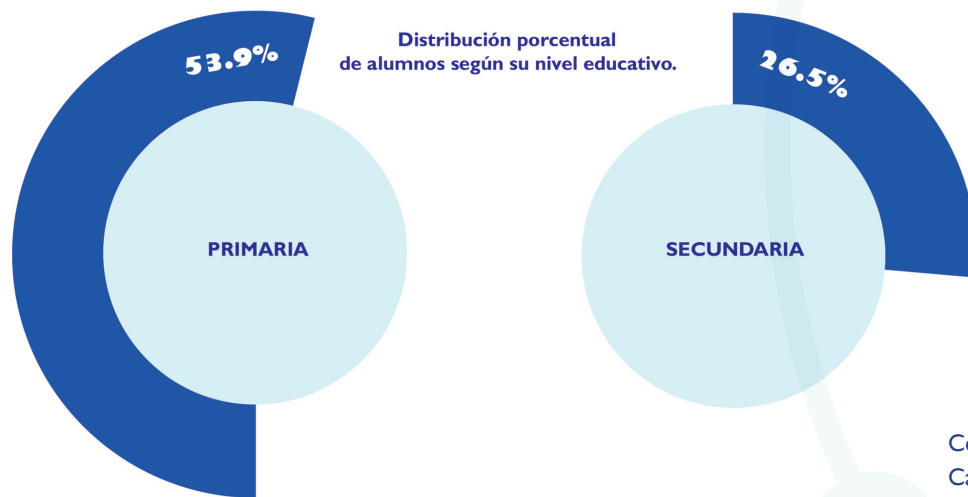 53.9%
Distribución porcentual
de alumnos según su nivel educativo.
26.5%
PRIMARIA
SECUNDARIA